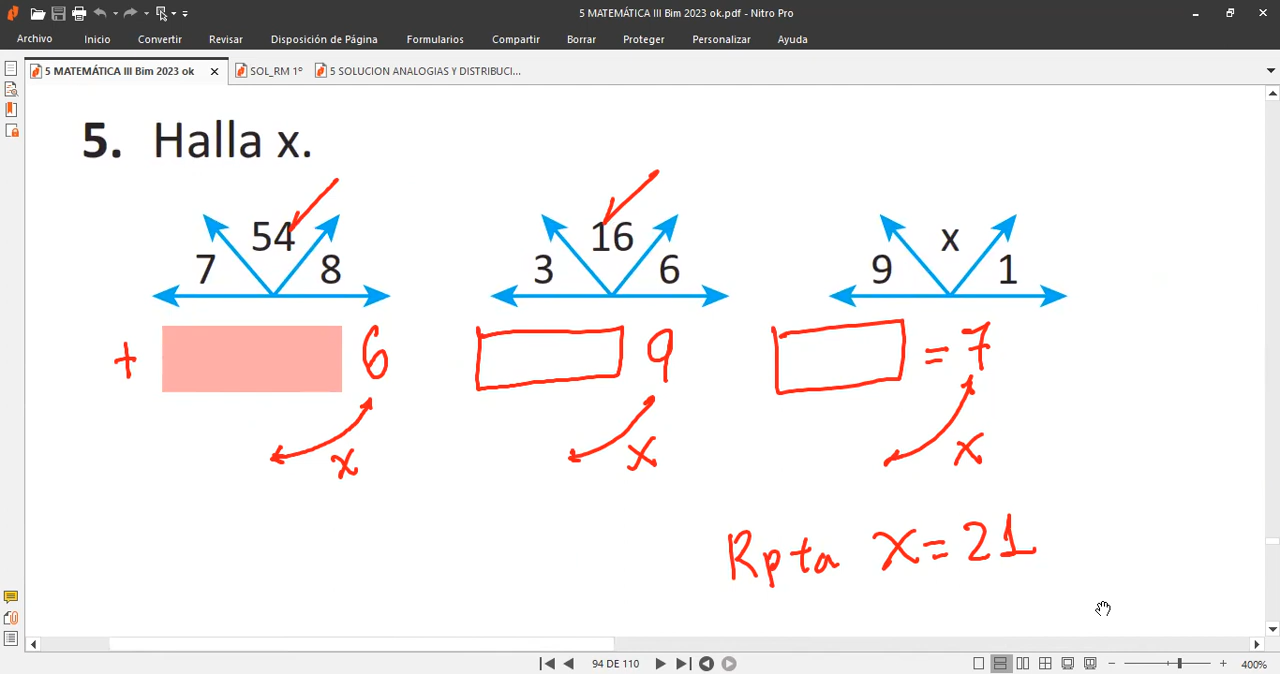 5 MATEMÁTICA III Bim 2023 ok.pdf - Nitro Pro
Archivo Inicio Convertir Revisar Disposición de Página Formularios Compartir Borrar Proteger Personalizar Ayuda
5 MATEMÁTICA III Bim 2023 ok SOL_RM 1° 5 SOLUCION ANALOGIAS Y DISTRIBUCI...
5. Halla x.
54 16 x
7 8 3 6 9 1
+ 6 9 = 7
x x x
Rpta x = 21
94 DE 110 400%